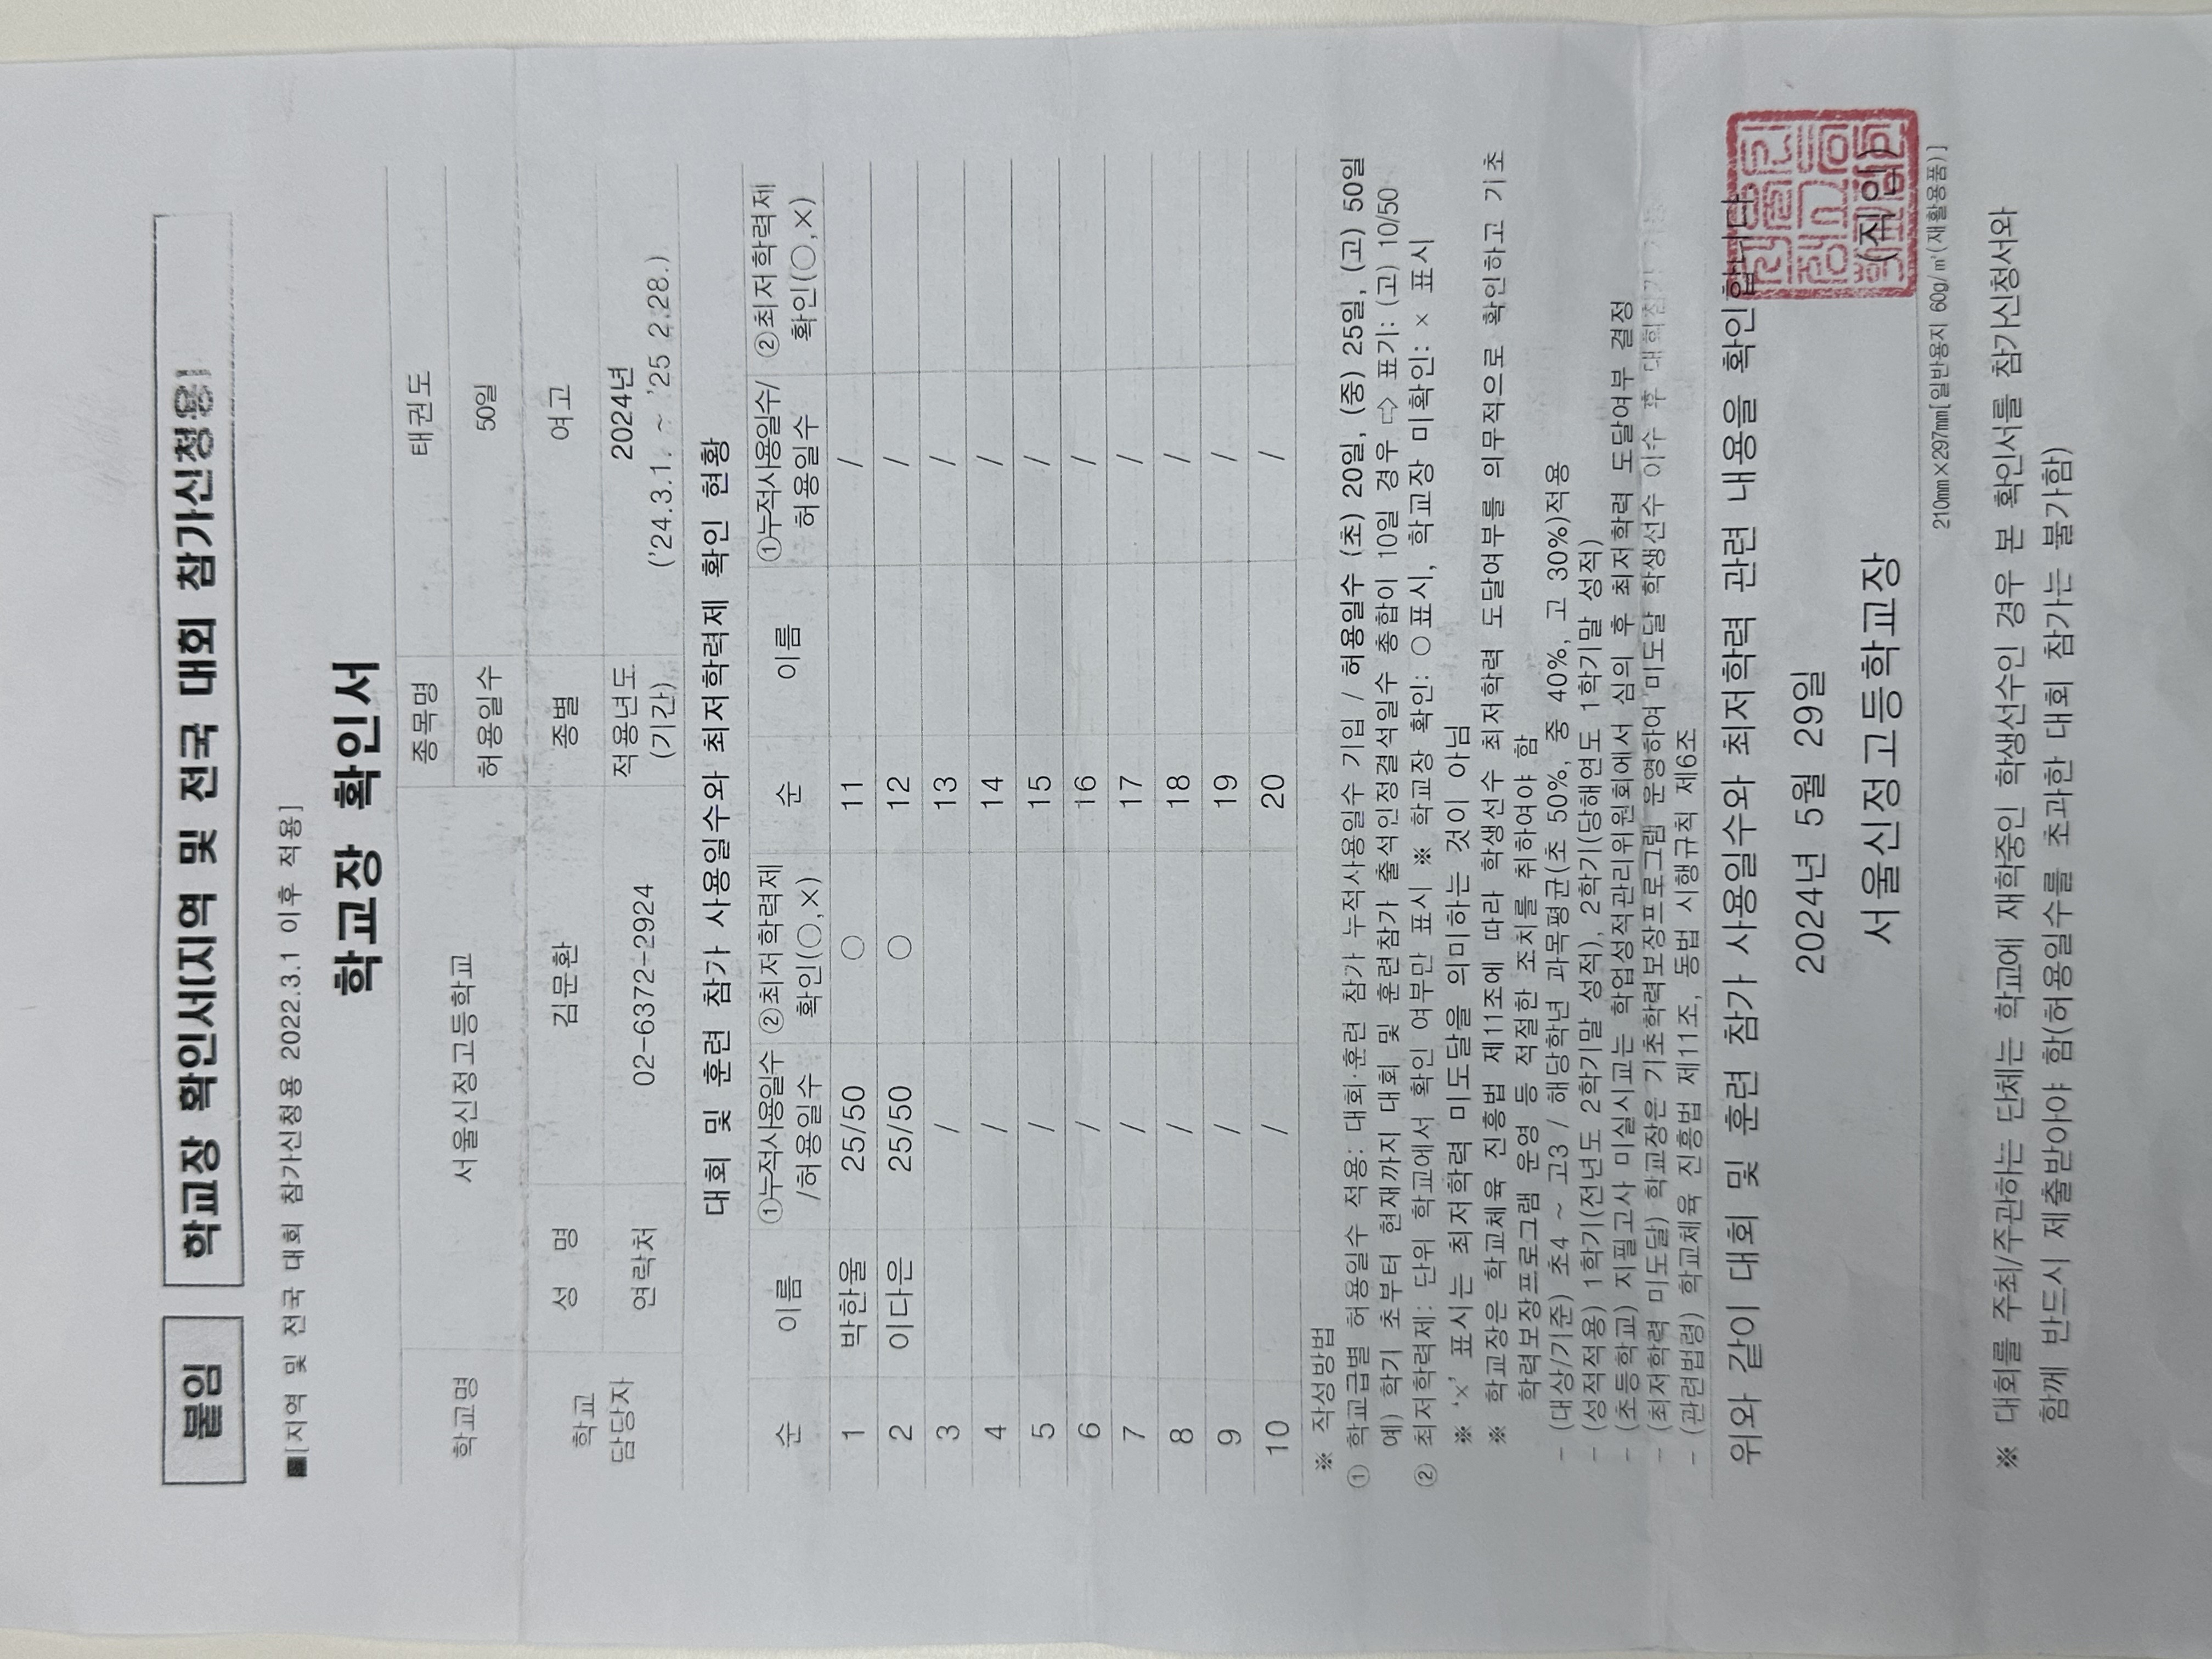 붙임 학교장 확인서(지역 및 전국 대회 참가신청용)
■[지역 및 전국 대회 참가신청용 2022.3.1 이후 적용]
학교장 확인서
학교명 서울신정고등학교 종목명 태권도
허용일수 50일
학교 담당자 성 명 김문환 종별 여고
연락처 02-6372-2924 적용년도 (기간) 2024년 ('24.3.1. ~ '25 2.28.)
대회 및 훈련 참가 사용일수와 최저학력제 확인 현황
순 이름 ①누적사용일수 /허용일수 ②최저학력제 확인(○,×) 순 이름 ①누적사용일수/ 허용일수 ②최저학력제 확인(○,×)
1 박한울 25/50 ○ 11 /
2 이다은 25/50 ○ 12 /
3 / 13 /
4 / 14 /
5 / 15 /
6 / 16 /
7 / 17 /
8 / 18 /
9 / 19 /
10 / 20 /
※ 작성방법
① 학교급별 허용일수 적용: 대회·훈련 참가 누적사용일수 기입 / 허용일수 (초) 20일, (중) 25일, (고) 50일
예) 학기 초부터 현재까지 대회 및 훈련참가 출석인정결석일수 총합이 10일 경우 ⇨ 표기: (고) 10/50
② 최저학력제: 단위 학교에서 확인 여부만 표시 ※ 학교장 확인: ○표시, 학교장 미확인: × 표시
※ '×' 표시는 최저학력 미도달을 의미하는 것이 아님
※ 학교장은 학교체육 진흥법 제11조에 따라 학생선수 최저학력 도달여부를 의무적으로 확인하고 기초
학력보장프로그램 운영 등 적절한 조치를 취하여야 함
- (대상/기준) 초4 ~ 고3 / 해당학년 과목평균(초 50%, 중 40%, 고 30%)적용
- (성적적용) 1학기(전년도 2학기말 성적), 2학기(당해연도 1학기말 성적)
- (초등학교) 지필고사 미실시교는 학업성적관리위원회에서 심의 후 최저학력 도달여부 결정
- (최저학력 미도달) 학교장은 기초학력보장프로그램 운영하여 미도달 학생선수 이수 후 대회참가 가능
- (관련법령) 학교체육 진흥법 제11조, 동법 시행규칙 제6조
위와 같이 대회 및 훈련 참가 사용일수와 최저학력 관련 내용을 확인합니다.
2024년 5월 29일
서울신정고등학교장 (직인)
210㎜×297㎜[일반용지 60g/㎡(재활용품)]
※ 대회를 주최/주관하는 단체는 학교에 재학중인 학생선수인 경우 본 확인서를 참가신청서와
함께 반드시 제출받아야 함(허용일수를 초과한 대회 참가는 불가함)